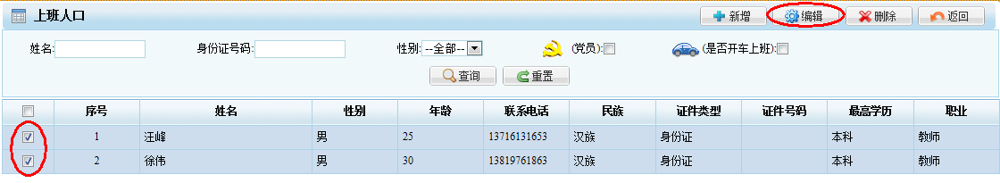 上班人口 新增 编辑 删除 返回
姓名: 身份证号码: 性别: --全部-- (党员): (是否开车上班):
查询 重置
序号 姓名 性别 年龄 联系电话 民族 证件类型 证件号码 最高学历 职业
1 汪峰 男 25 13716131653 汉族 身份证 本科 教师
2 徐伟 男 30 13819761863 汉族 身份证 本科 教师